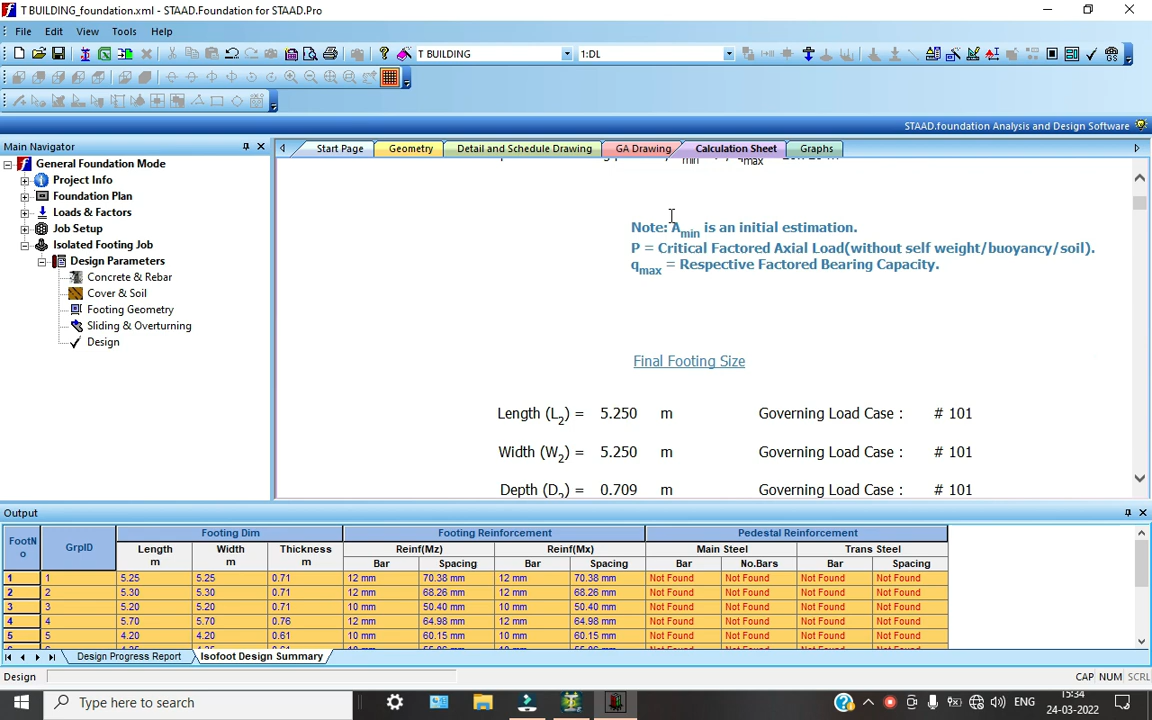 T BUILDING_foundation.xml - STAAD.Foundation for STAAD.Pro
File Edit View Tools Help
T BUILDING 1:DL
STAAD.foundation Analysis and Design Software
Main Navigator
General Foundation Mode
Project Info
Foundation Plan
Loads & Factors
Job Setup
Isolated Footing Job
Design Parameters
Concrete & Rebar
Cover & Soil
Footing Geometry
Sliding & Overturning
Design
Start Page Geometry Detail and Schedule Drawing GA Drawing Calculation Sheet Graphs
Note: Amin is an initial estimation.
P = Critical Factored Axial Load(without self weight/buoyancy/soil).
qmax = Respective Factored Bearing Capacity.
Final Footing Size
Length (L2) = 5.250 m Governing Load Case : # 101
Width (W2) = 5.250 m Governing Load Case : # 101
Depth (D2) = 0.709 m Governing Load Case : # 101
Output
FootNo GrpID Footing Dim Footing Reinforcement Pedestal Reinforcement
Length m Width m Thickness m Reinf(Mz) Reinf(Mx) Main Steel Trans Steel
Bar Spacing Bar Spacing Bar No.Bars Bar Spacing
1 1 5.25 5.25 0.71 12 mm 70.38 mm 12 mm 70.38 mm Not Found Not Found Not Found Not Found
2 2 5.30 5.30 0.71 12 mm 68.26 mm 12 mm 68.26 mm Not Found Not Found Not Found Not Found
3 3 5.20 5.20 0.71 10 mm 50.40 mm 10 mm 50.40 mm Not Found Not Found Not Found Not Found
4 4 5.70 5.70 0.76 12 mm 64.98 mm 12 mm 64.98 mm Not Found Not Found Not Found Not Found
5 5 4.20 4.20 0.61 10 mm 60.15 mm 10 mm 60.15 mm Not Found Not Found Not Found Not Found
Design Progress Report Isofoot Design Summary
Design CAP NUM SCRL
Type here to search
ENG
15:34
24-03-2022